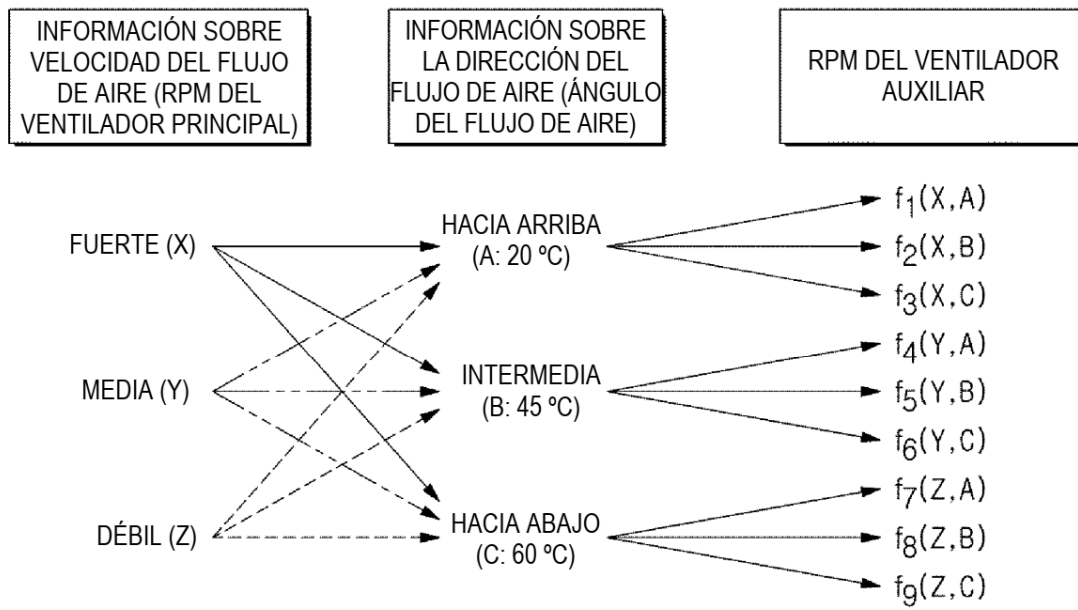 INFORMACIÓN SOBRE
VELOCIDAD DEL FLUJO
DE AIRE (RPM DEL
VENTILADOR PRINCIPAL)
INFORMACIÓN SOBRE
LA DIRECCIÓN DEL
FLUJO DE AIRE (ÁNGULO
DEL FLUJO DE AIRE)
RPM DEL VENTILADOR
AUXILIAR
FUERTE (X)
MEDIA (Y)
DÉBIL (Z)
HACIA ARRIBA
(A: 20 ºC)
INTERMEDIA
(B: 45 ºC)
HACIA ABAJO
(C: 60 ºC)
f1(X,A)
f2(X,B)
f3(X,C)
f4(Y,A)
f5(Y,B)
f6(Y,C)
f7(Z,A)
f8(Z,B)
f9(Z,C)